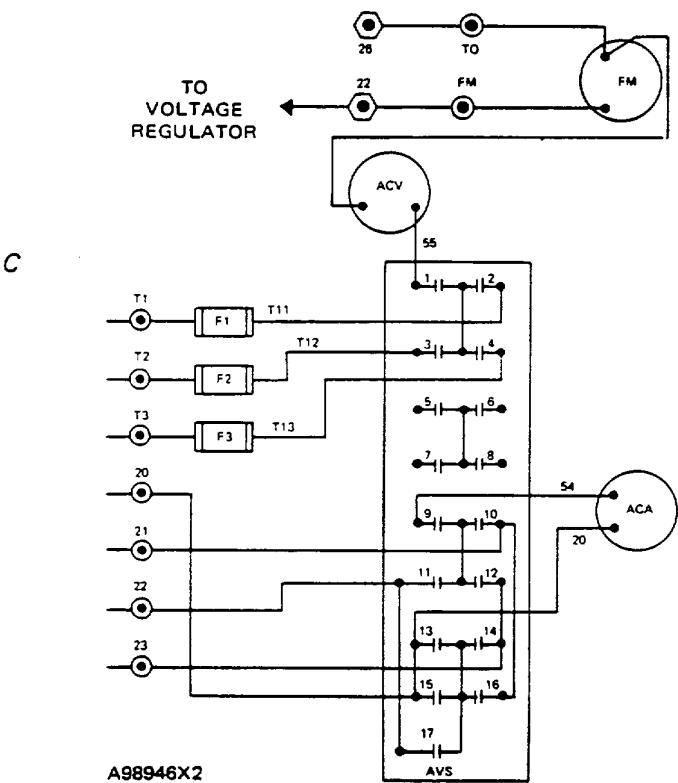 26
TO
FM
22
FM
TO
VOLTAGE
REGULATOR
ACV
55
C
1
2
T1
F1
T11
T12
3
4
T2
F2
T3
F3
T13
5
6
7
8
20
54
ACA
9
10
20
21
11
12
22
13
14
23
15
16
17
AVS
A98946X2